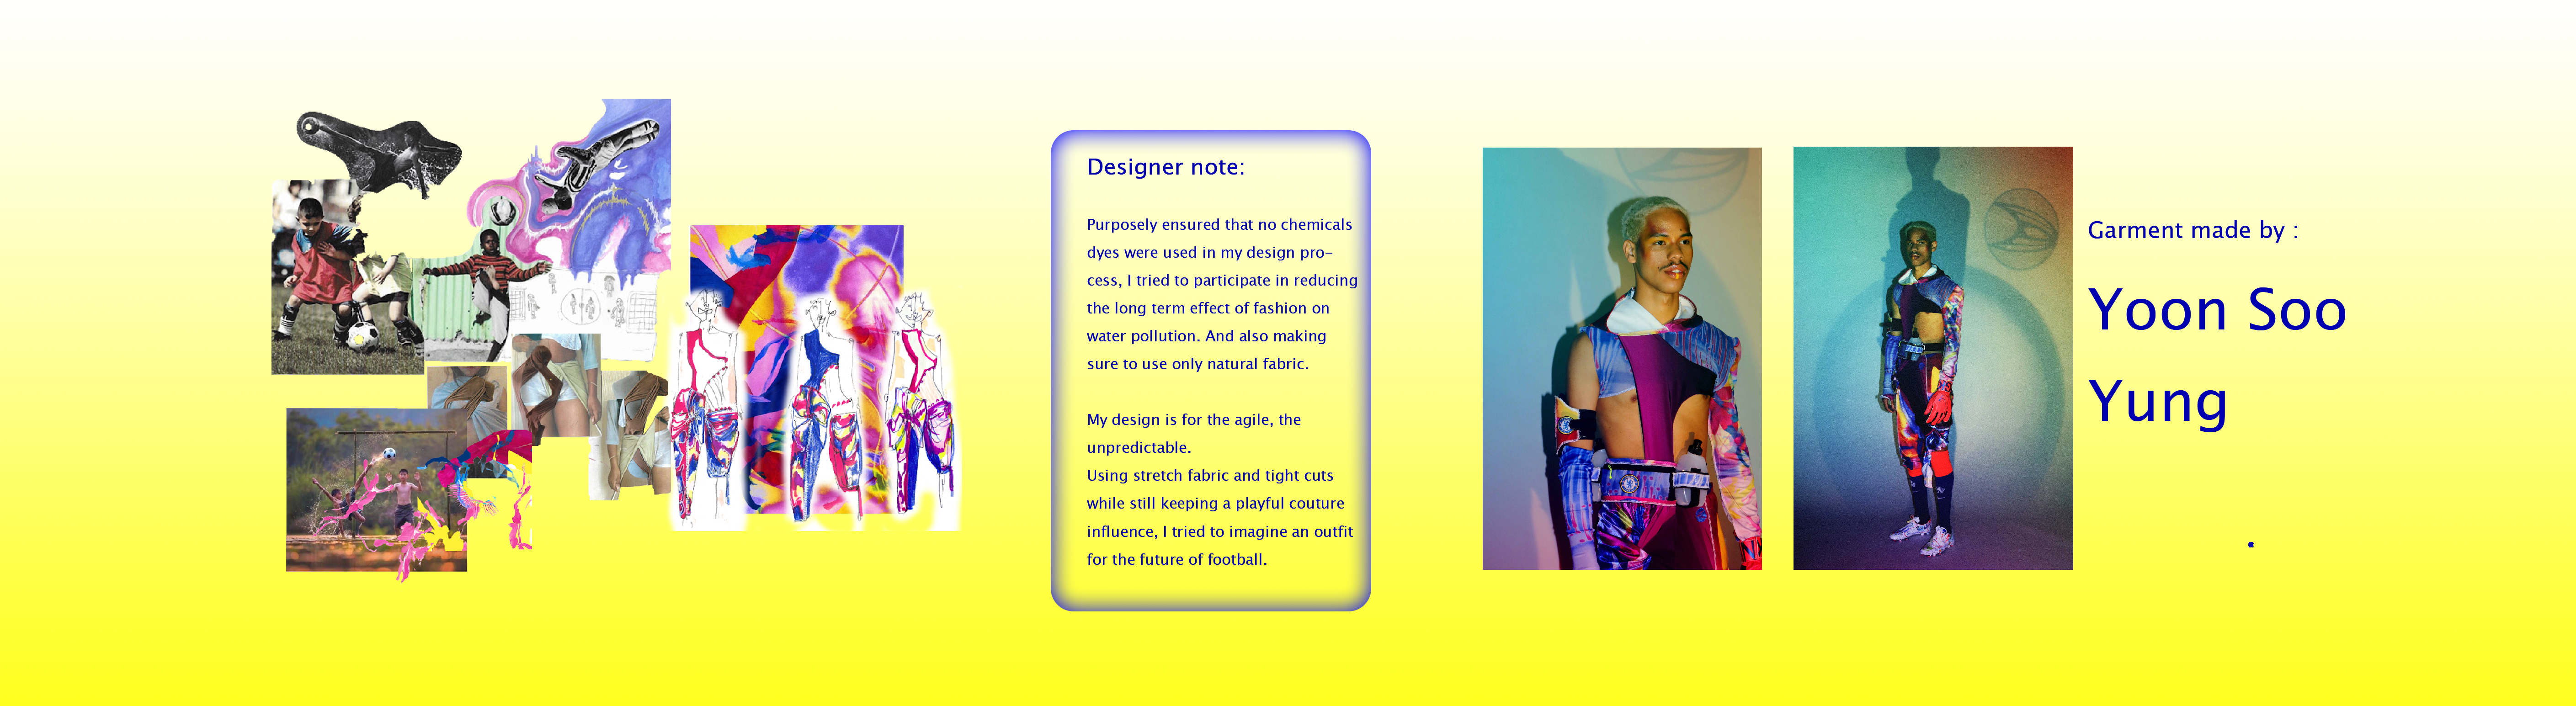 Designer note:
Purposely ensured that no chemicals
dyes were used in my design pro-
cess, I tried to participate in reducing
the long term effect of fashion on
water pollution. And also making
sure to use only natural fabric.
My design is for the agile, the
unpredictable.
Using stretch fabric and tight cuts
while still keeping a playful couture
influence, I tried to imagine an outfit
for the future of football.
Garment made by :
Yoon Soo
Yung